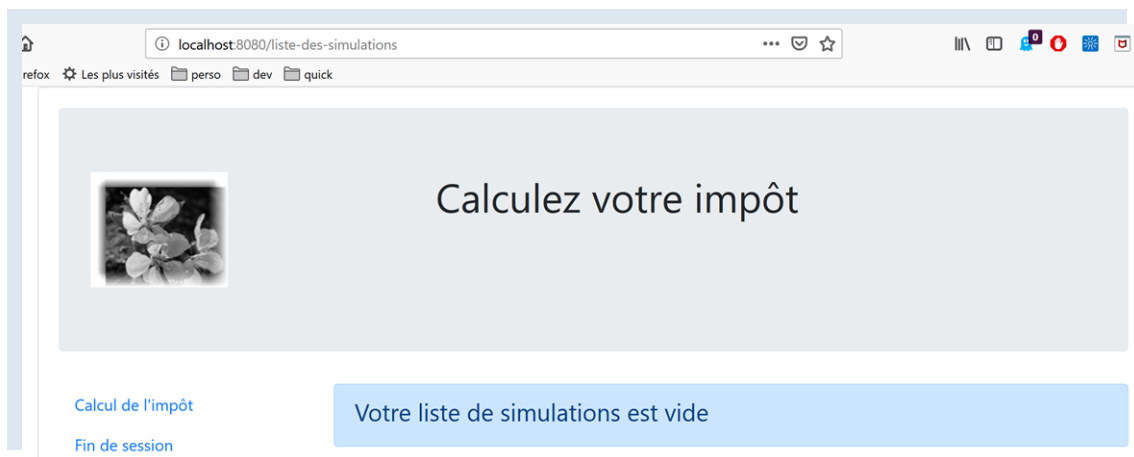 localhost:8080/liste-des-simulations
0
refox Les plus visités perso dev quick
Calculez votre impôt
Calcul de l'impôt
Votre liste de simulations est vide
Fin de session